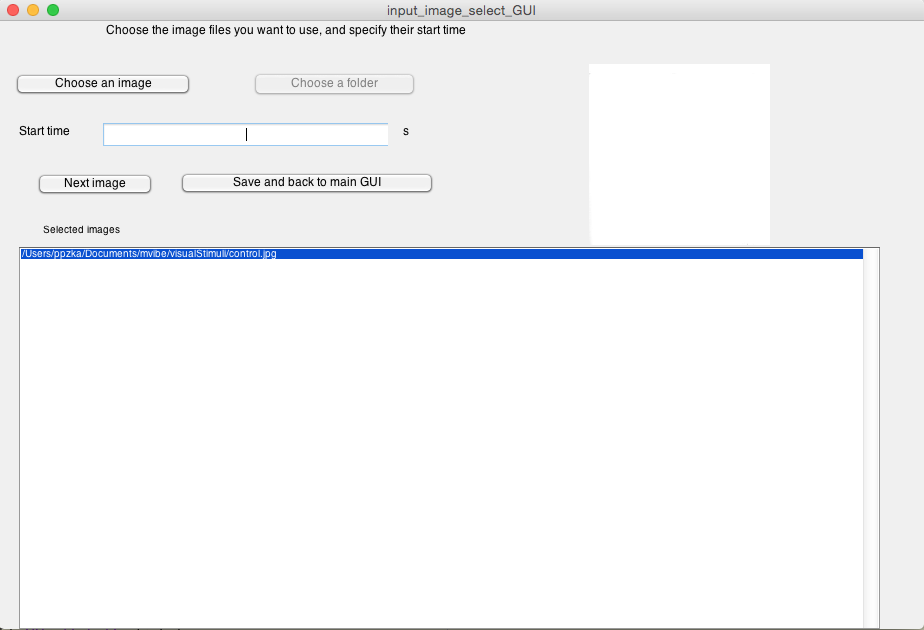 input_image_select_GUI
Choose the image files you want to use, and specify their start time
Choose an image
Choose a folder
Start time
s
Next image
Save and back to main GUI
Selected images
/Users/ppzka/Documents/mvibe/visualStimuli/control.jpg